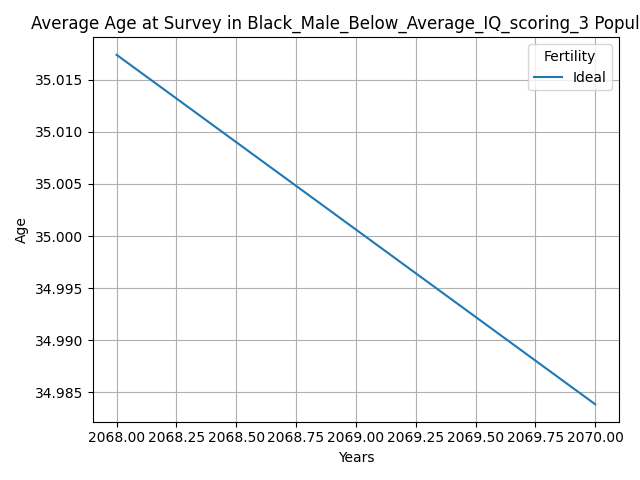 Average Age at Survey in Black_Male_Below_Average_IQ_scoring_3 Popul
Fertility
Ideal
35.015
35.010
35.005
35.000
34.995
34.990
34.985
Age
2068.00 2068.25 2068.50 2068.75 2069.00 2069.25 2069.50 2069.75 2070.00
Years